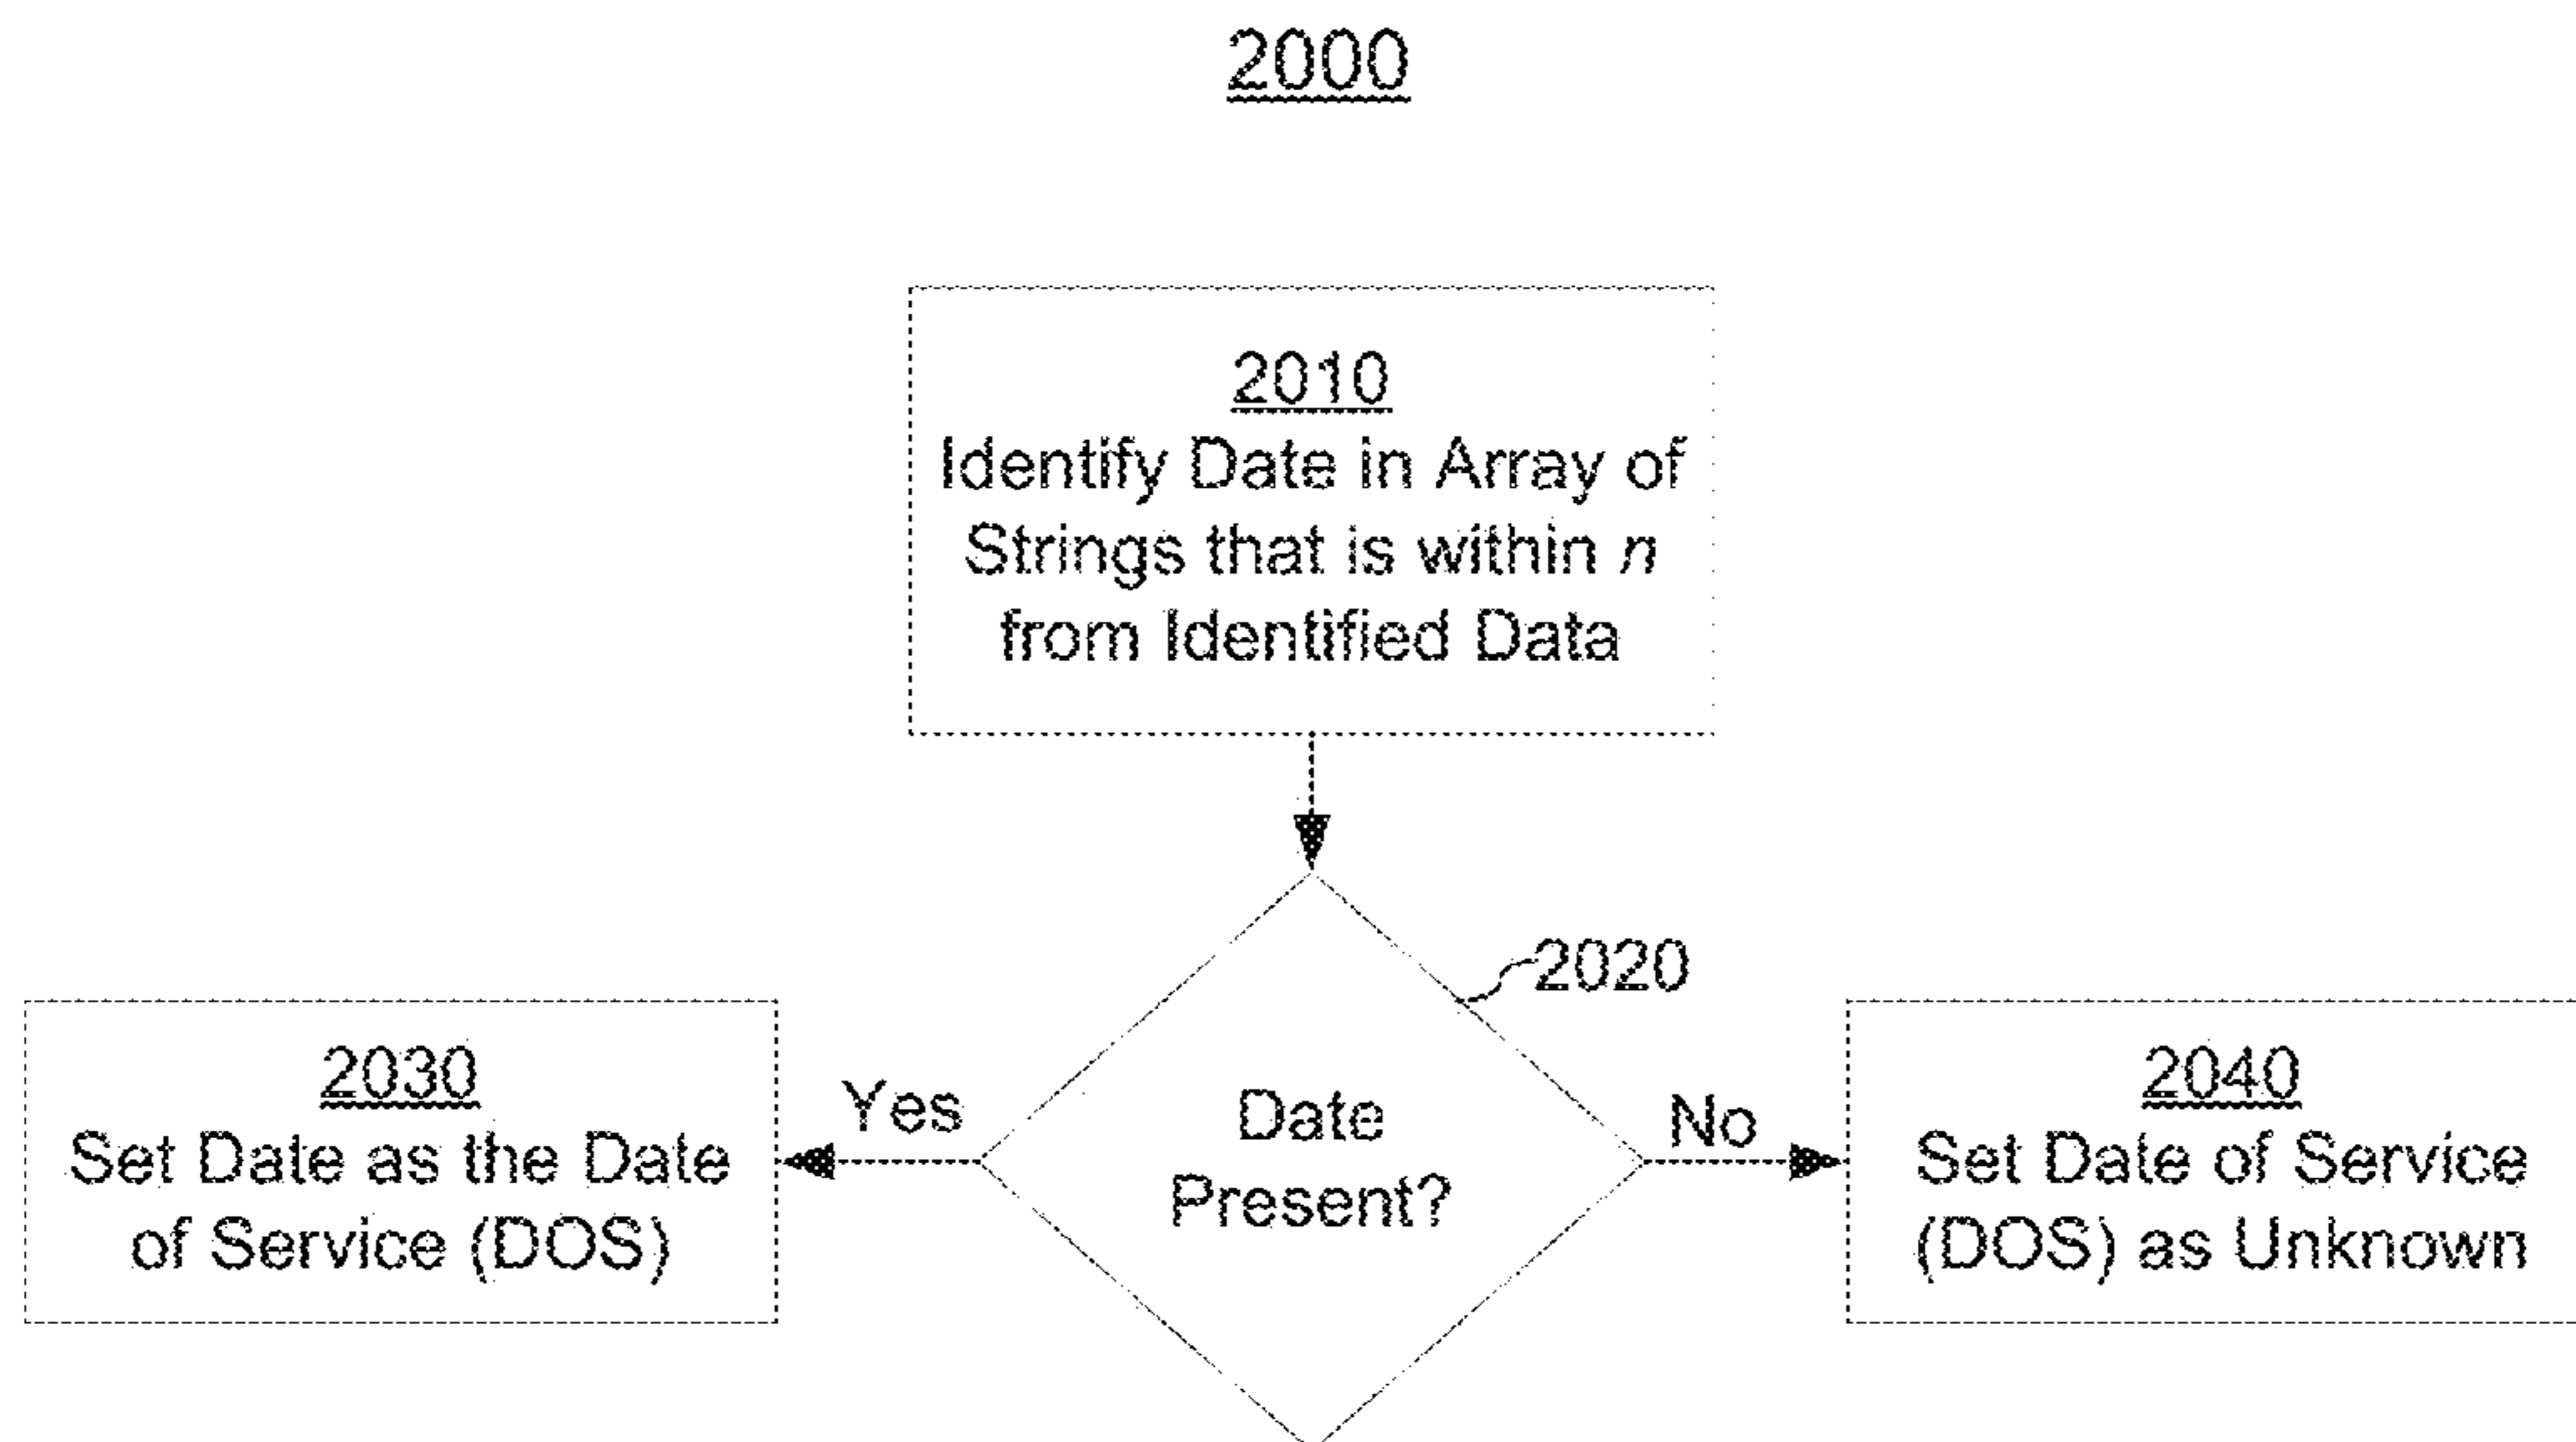 2000
2010
Identify Date in Array of
Strings that is within n
from Identified Data
2020
2030
Set Date as the Date
of Service (DOS)
Yes
Date
Present?
No
2040
Set Date of Service
(DOS) as Unknown